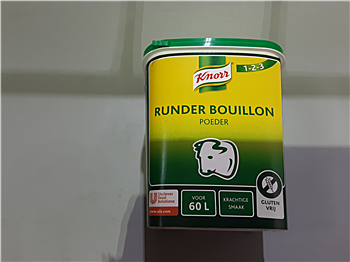 Knorr
1-2-3
RUNDER BOUILLON
POEDER
Unilever
Food
Solutions
VOOR
60 L
KRACHTIGE
SMAAK
GLUTEN
VRIJ